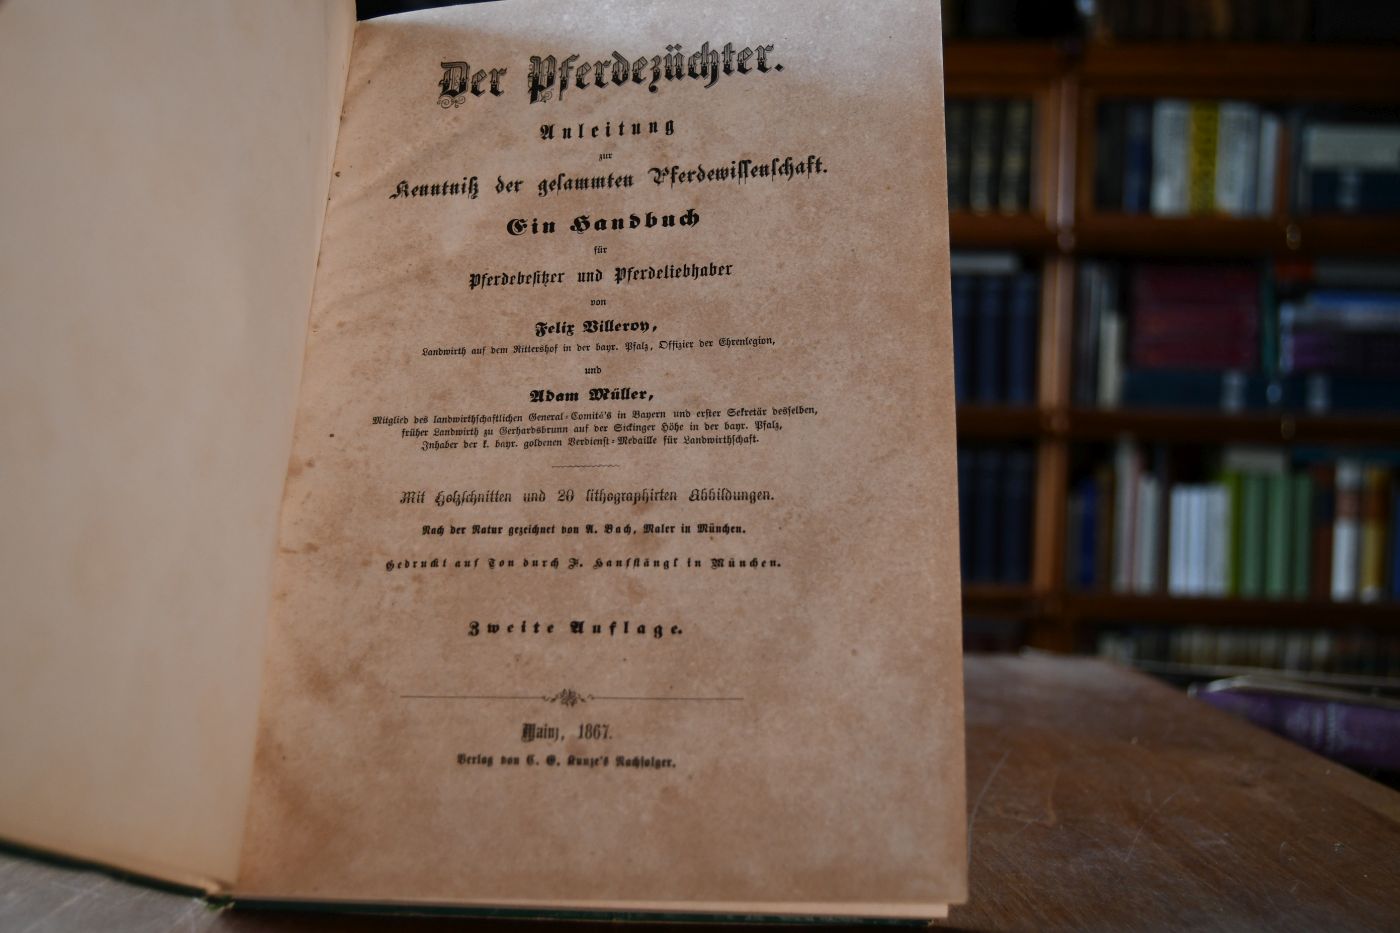 Der Pferdezüchter.
Anleitung
zur
Kenntniß der gesammten Pferdewissenschaft.
Ein Handbuch
für
Pferdebesitzer und Pferdeliebhaber
von
Felix Villeroy,
Landwirth auf dem Rittershof in der bayr. Pfalz, Offizier der Ehrenlegion,
und
Adam Müller,
Mitglied des landwirthschaftlichen General-Comité's in Bayern und erster Sekretär desselben,
früher Landwirth zu Gerhardsbrunn auf der Sickinger Höhe in der bayr. Pfalz,
Inhaber der k. bayr. goldenen Verdienst-Medaille für Landwirthschaft.
Mit Holzschnitten und 20 lithographirten Abbildungen.
Nach der Natur gezeichnet von A. Bach, Maler in München.
Gedruckt auf Ton durch F. Hanfstängl in München.
Zweite Auflage.
Mainz, 1867.
Verlag von C. G. Kunze's Nachfolger.